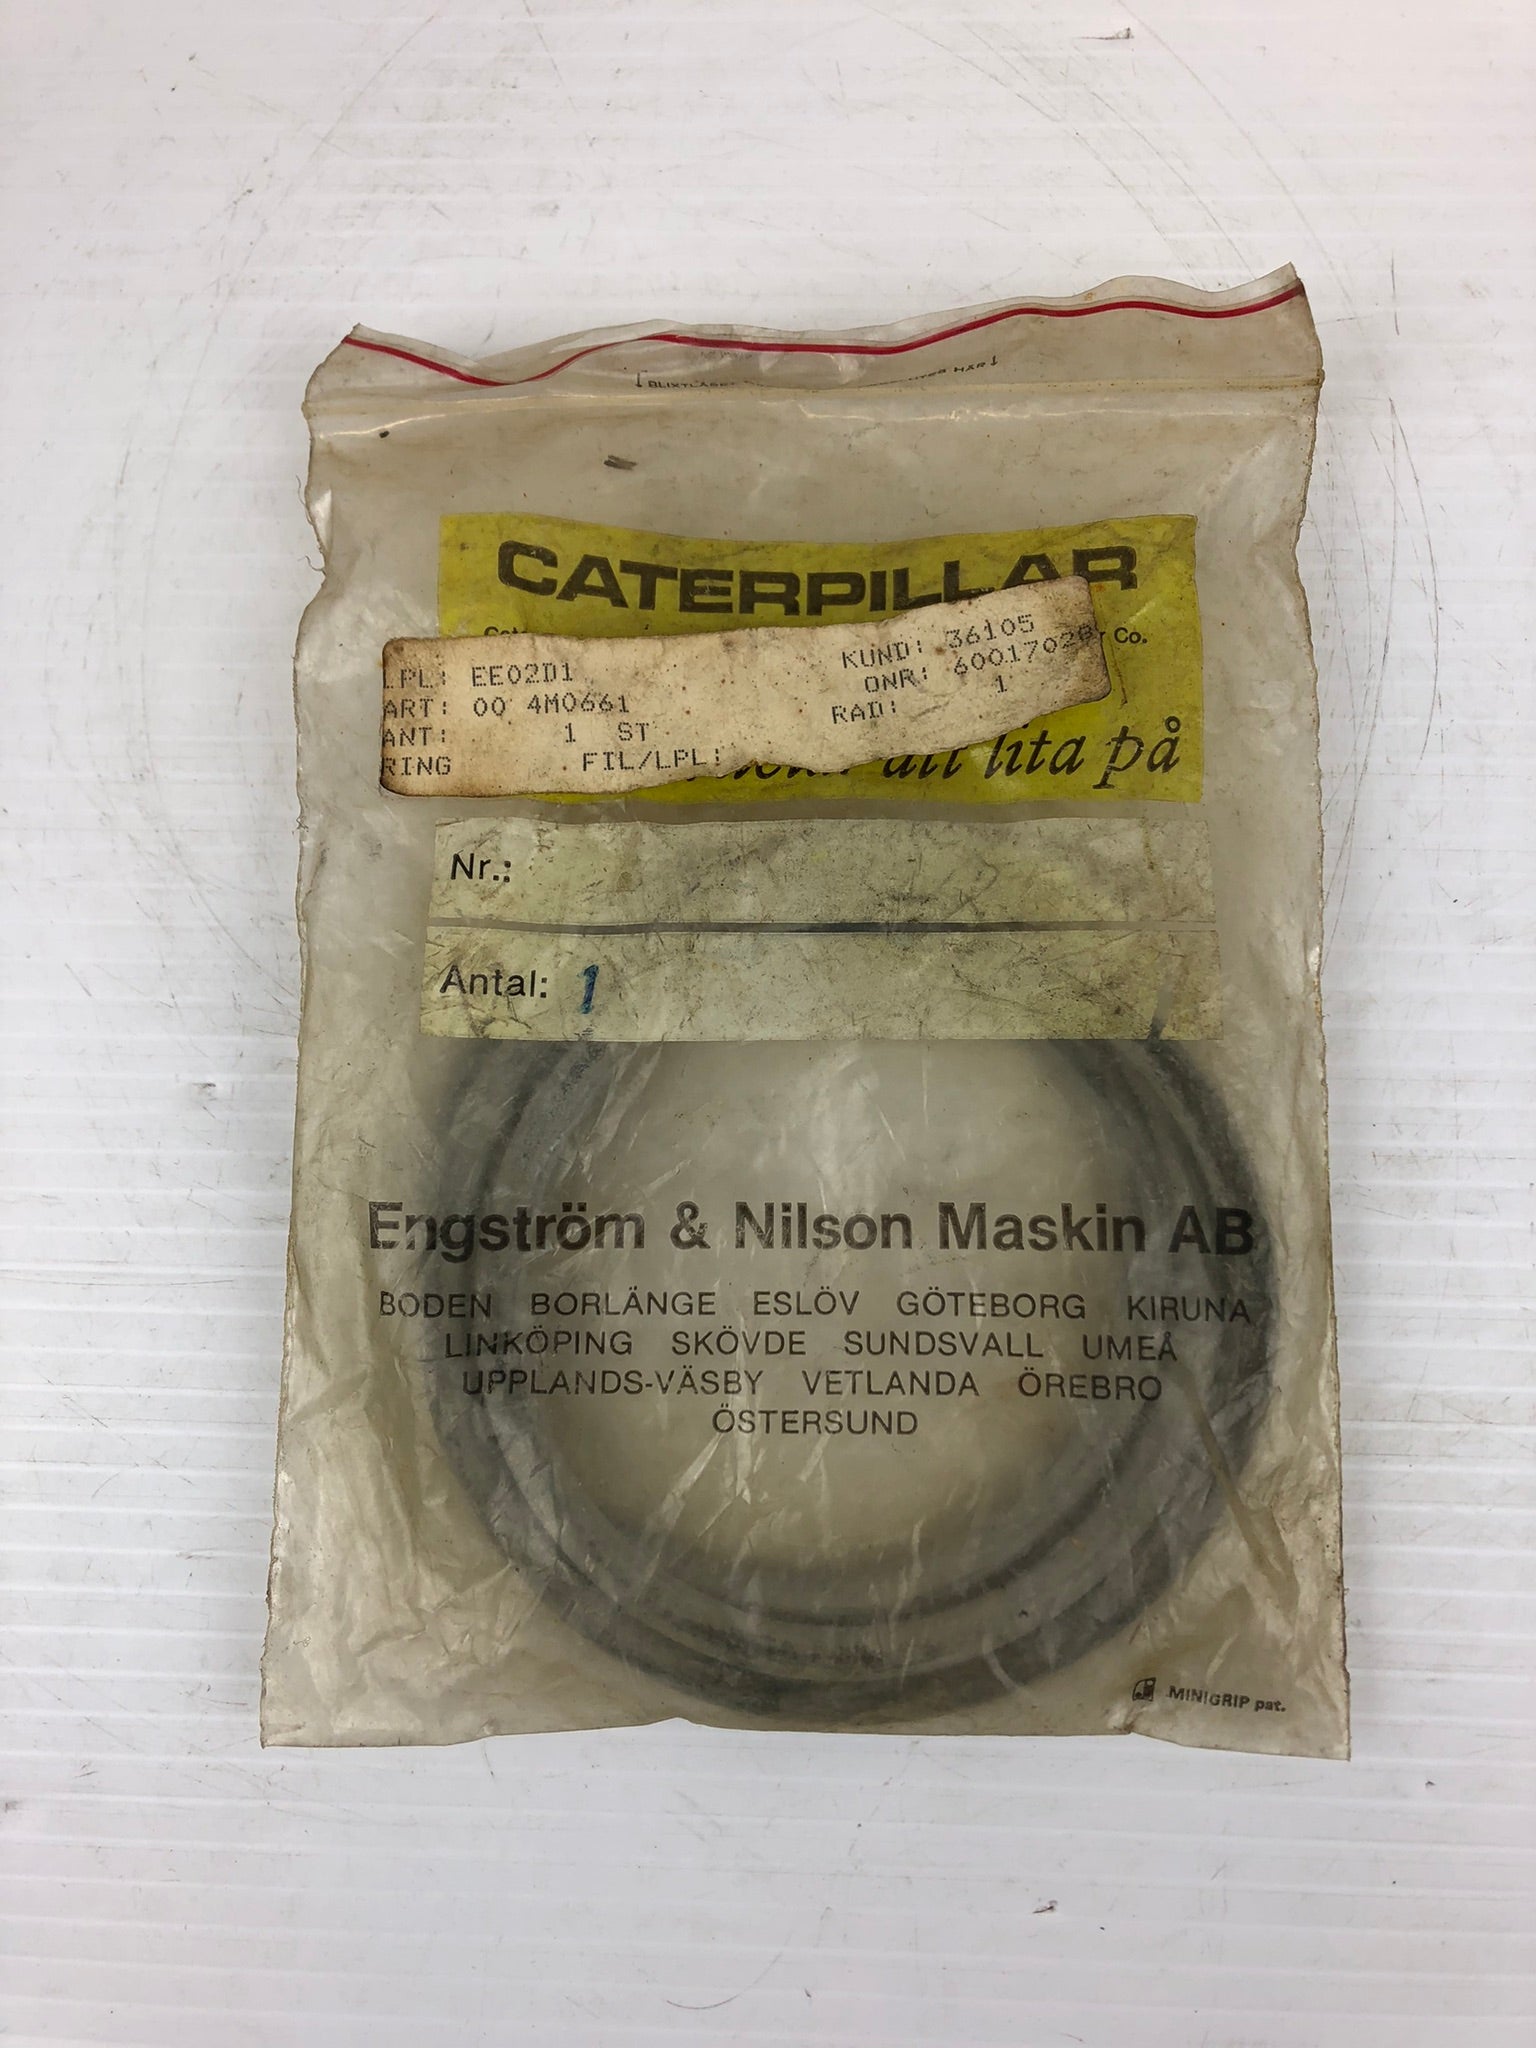 BLIXTLÅSET HÄR
CATERPILLAR
Co.
LPL: EE02D1 KUND: 36105
ART: 00 4M0661 ONR: 60017028
ANT: 1 ST RAD: 1
RING FIL/LPL:
att lita på
Nr.:
Antal: 1
Engström & Nilson Maskin AB
BODEN BORLÄNGE ESLÖV GÖTEBORG KIRUNA
LINKÖPING SKÖVDE SUNDSVALL UMEÅ
UPPLANDS-VÄSBY VETLANDA ÖREBRO
ÖSTERSUND
MINIGRIP pat.